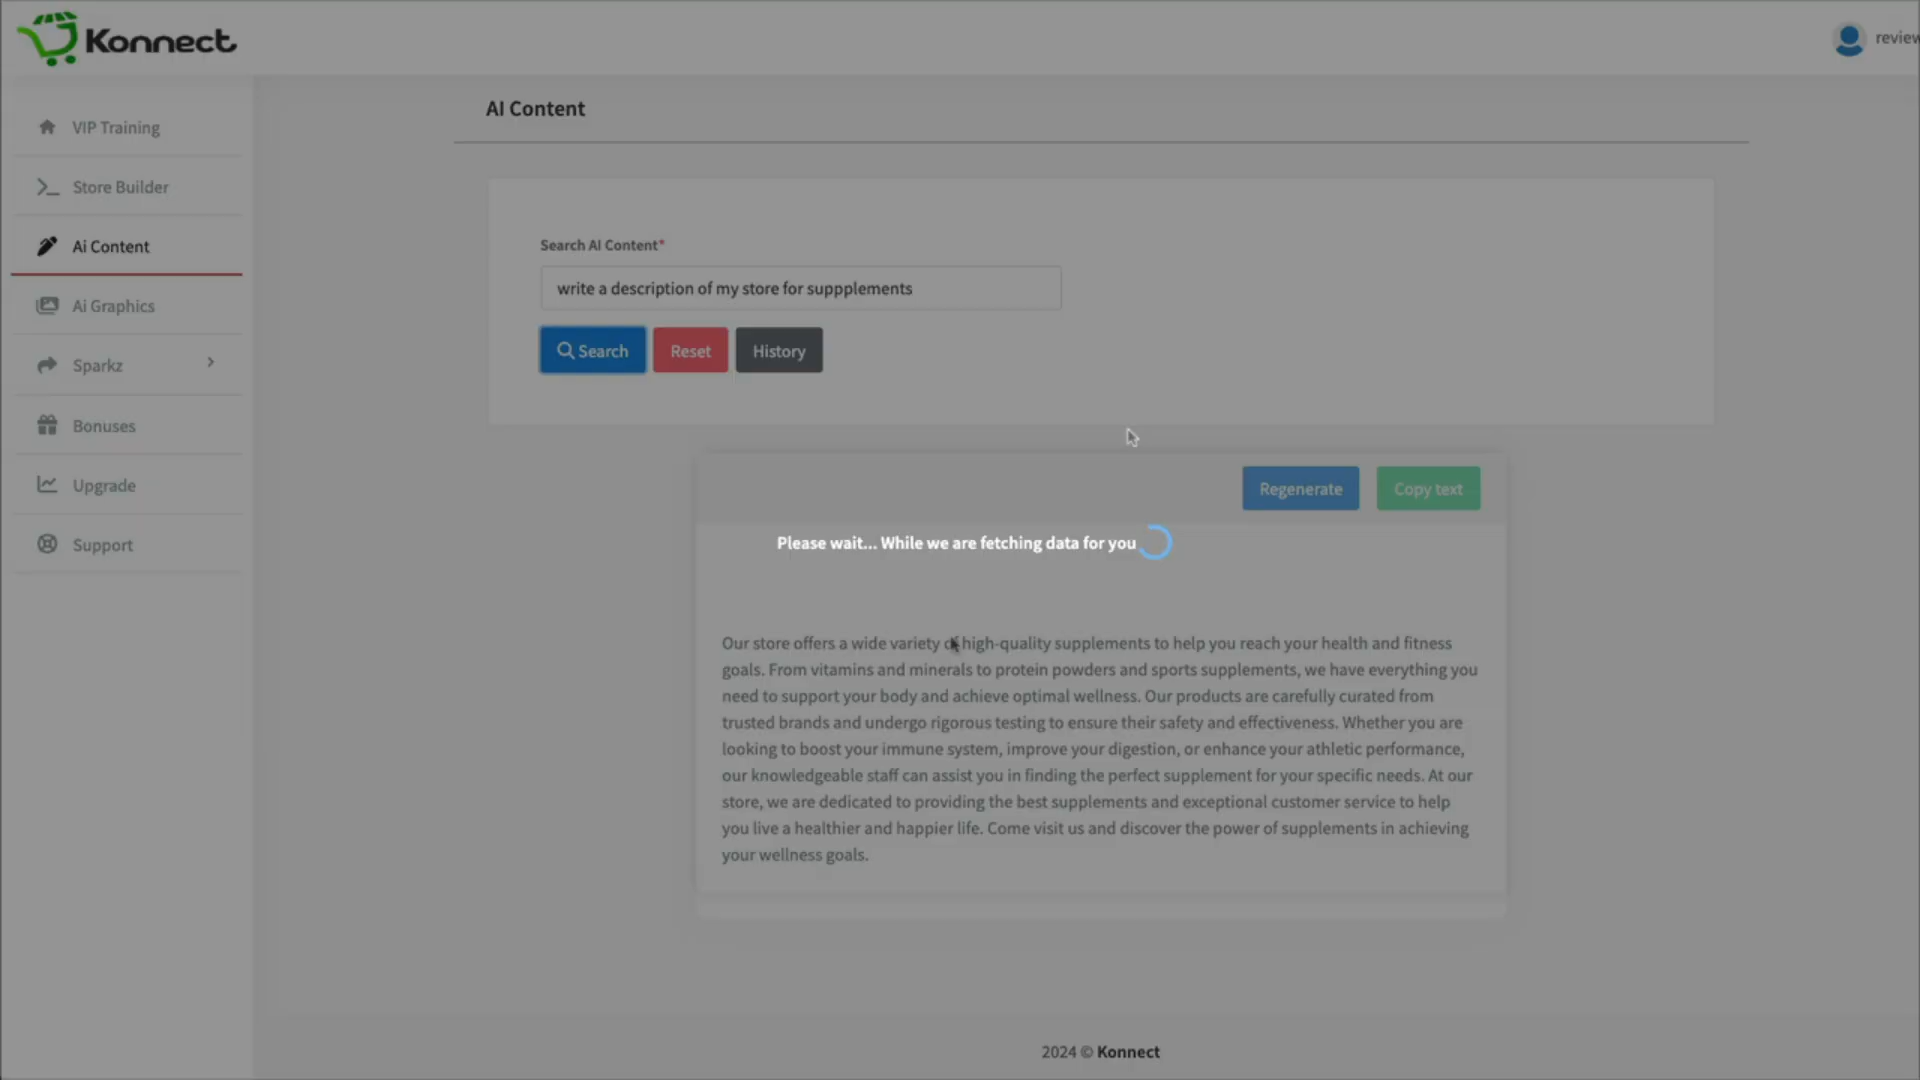 Konnect
review
VIP Training
Store Builder
Ai Content
Ai Graphics
Sparkz
Bonuses
Upgrade
Support
AI Content
Search AI Content*
write a description of my store for suppplements
Search
Reset
History
Regenerate
Copy text
Please wait... While we are fetching data for you
Our store offers a wide variety of high-quality supplements to help you reach your health and fitness
goals. From vitamins and minerals to protein powders and sports supplements, we have everything you
need to support your body and achieve optimal wellness. Our products are carefully curated from
trusted brands and undergo rigorous testing to ensure their safety and effectiveness. Whether you are
looking to boost your immune system, improve your digestion, or enhance your athletic performance,
our knowledgeable staff can assist you in finding the perfect supplement for your specific needs. At our
store, we are dedicated to providing the best supplements and exceptional customer service to help
you live a healthier and happier life. Come visit us and discover the power of supplements in achieving
your wellness goals.
2024 © Konnect